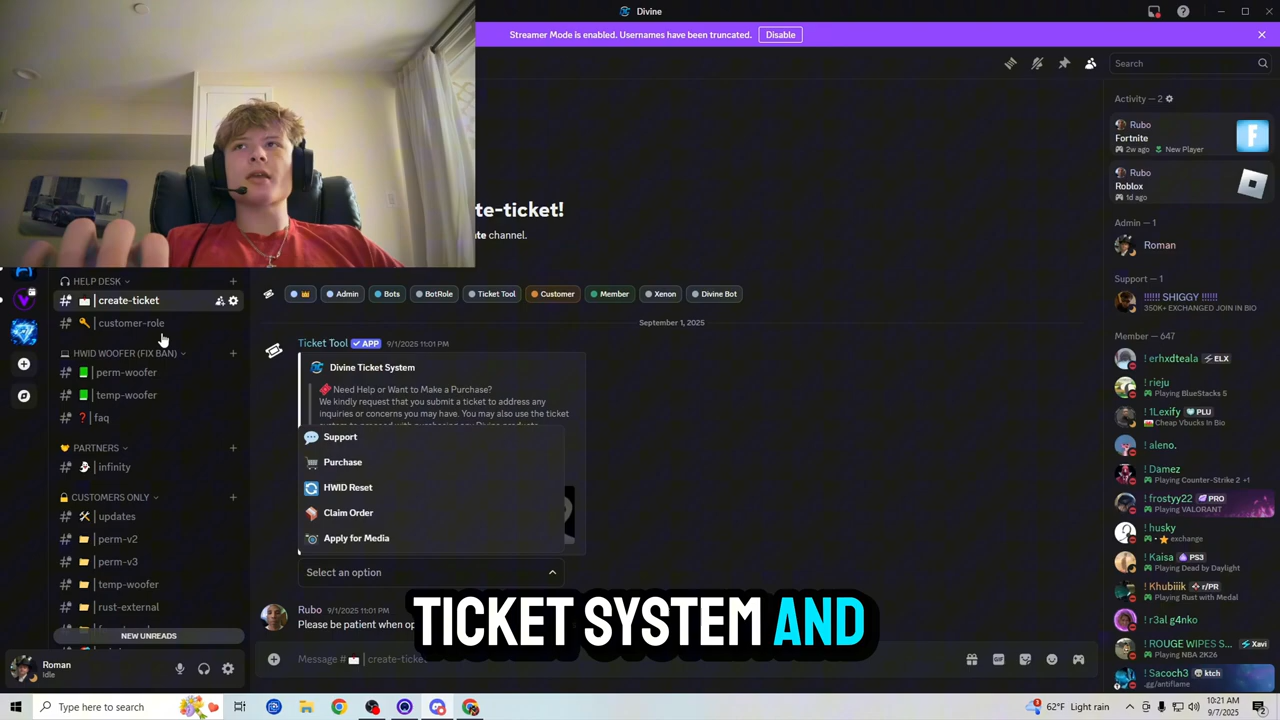 Divine
Streamer Mode is enabled. Usernames have been truncated.
Disable
Search
te-ticket!
te channel.
Admin
Bots
BotRole
Ticket Tool
Customer
Member
Xenon
Divine Bot
September 1, 2025
HELP DESK
create-ticket
customer-role
HWID WOOFER (FIX BAN)
perm-woofer
temp-woofer
faq
PARTNERS
infinity
CUSTOMERS ONLY
updates
perm-v2
perm-v3
temp-woofer
rust-external
NEW UNREADS
Roman
Idle
Ticket Tool APP 9/1/2025 11:01 PM
Divine Ticket System
Need Help or Want to Make a Purchase?
We kindly request that you submit a ticket to address any
inquiries or concerns you may have. You may also use the ticket
Support
Purchase
HWID Reset
Claim Order
Apply for Media
Select an option
Rubo 9/1/2025 11:01 PM
Please be patient when op
TICKET SYSTEM AND
Message # create-ticket
Activity — 2
Rubo
Fortnite
2w ago New Player
Rubo
Roblox
1d ago
Admin — 1
Roman
Support — 1
!!!!!! SHIGGY !!!!!!
350K+ EXCHANGED JOIN IN BIO
Member — 647
! erhxdteala ELX
! rieju
Playing BlueStacks 5
! 1Lexify PLU
Cheap Vbucks In Bio
! aleno.
! Damez
Playing Counter-Strike 2 +1
! frostyy22 PRO
Playing VALORANT
! husky
exchange
! Kaisa PS3
Playing Dead by Daylight
! Khubiiik r/PR
Playing Rust with Medal
! r3al g4nko
! ROUGE WIPES S... Xavi
Playing NBA 2K26
! Sacoch3 ktch
.gg/antiflame
Type here to search
62°F Light rain
10:21 AM
9/7/2025
2